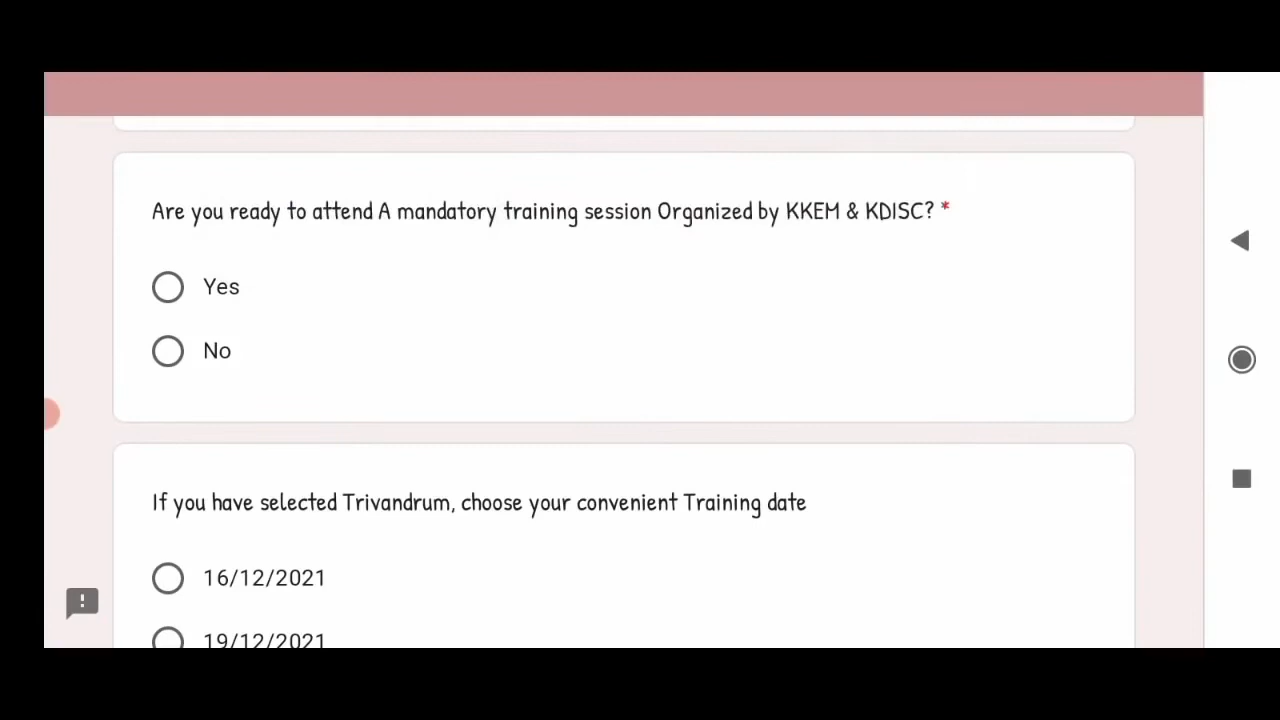 Are you ready to attend A mandatory training session Organized by KKEM & KDISC? *
Yes
No
If you have selected Trivandrum, choose your convenient Training date
16/12/2021
19/12/2021